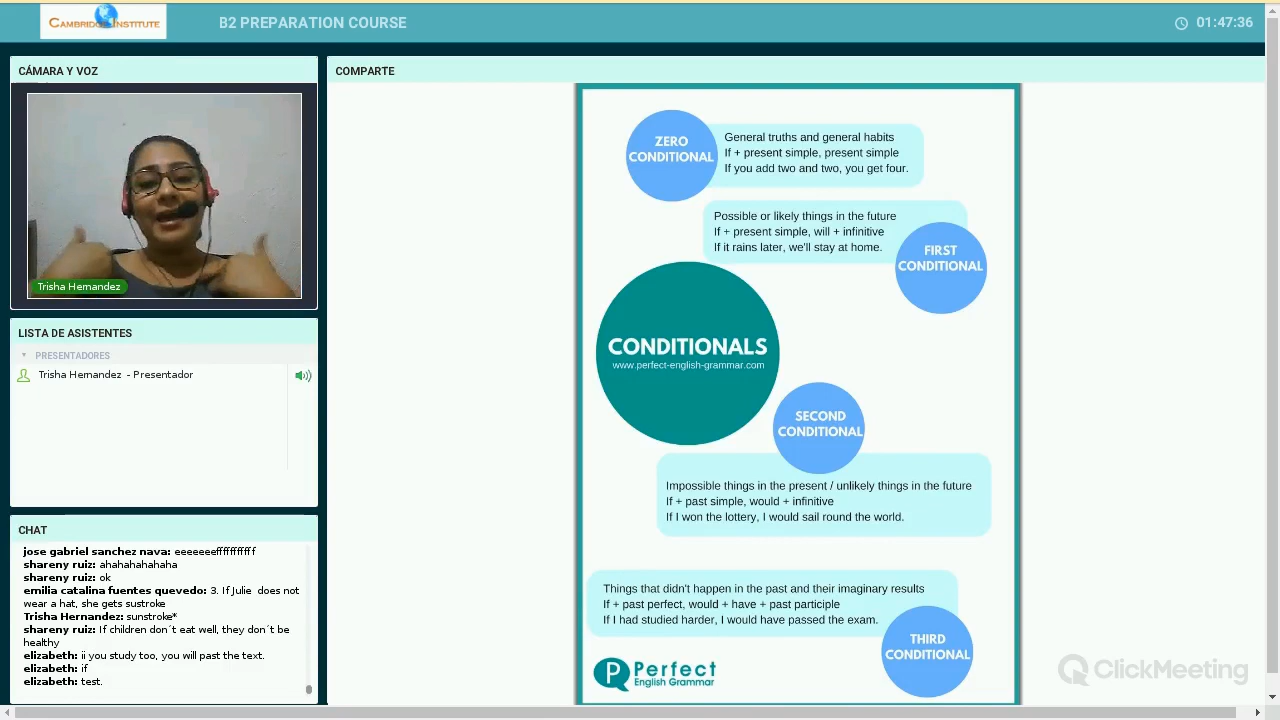 CAMBRIDGE INSTITUTE
B2 PREPARATION COURSE
01:47:36
CÁMARA Y VOZ
Trisha Hernandez
LISTA DE ASISTENTES
PRESENTADORES
Trisha Hernandez - Presentador
CHAT
jose gabriel sanchez nava: eeeeeeeffffffffff
shareny ruiz: ahahahahahaha
shareny ruiz: ok
emilia catalina fuentes quevedo: 3. If Julie does not
wear a hat, she gets sustroke
Trisha Hernandez: sunstroke*
shareny ruiz: If children don´t eat well, they don´t be
healthy
elizabeth: ii you study too, you will past the text.
elizabeth: if
elizabeth: test.
COMPARTE
ZERO
CONDITIONAL
General truths and general habits
If + present simple, present simple
If you add two and two, you get four.
Possible or likely things in the future
If + present simple, will + infinitive
If it rains later, we'll stay at home.
FIRST
CONDITIONAL
CONDITIONALS
www.perfect-english-grammar.com
SECOND
CONDITIONAL
Impossible things in the present / unlikely things in the future
If + past simple, would + infinitive
If I won the lottery, I would sail round the world.
Things that didn't happen in the past and their imaginary results
If + past perfect, would + have + past participle
If I had studied harder, I would have passed the exam.
THIRD
CONDITIONAL
P Perfect
English Grammar
ClickMeeting